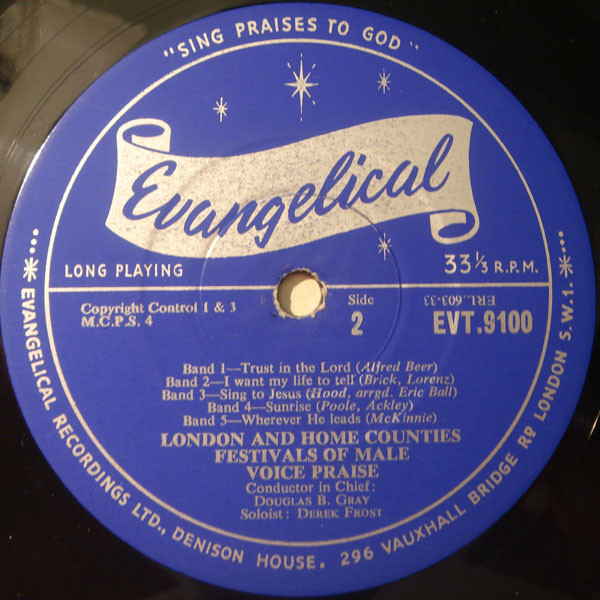 "SING PRAISES TO GOD"
Evangelical
LONG PLAYING
33⅓ R.P.M.
Copyright Control 1 & 3
M.C.P.S. 4
Side
2
ERL.603-33
EVT.9100
Band 1—Trust in the Lord (Alfred Beer)
Band 2—I want my life to tell (Brick, Lorenz)
Band 3—Sing to Jesus (Hood, arrgd. Eric Ball)
Band 4—Sunrise (Poole, Ackley)
Band 5—Wherever He leads (McKinnie)
LONDON AND HOME COUNTIES
FESTIVALS OF MALE
VOICE PRAISE
Conductor in Chief:
DOUGLAS B. GRAY
Soloist: DEREK FROST
...* EVANGELICAL RECORDINGS LTD., DENISON HOUSE. 296 VAUXHALL BRIDGE RD LONDON S.W.1. *...